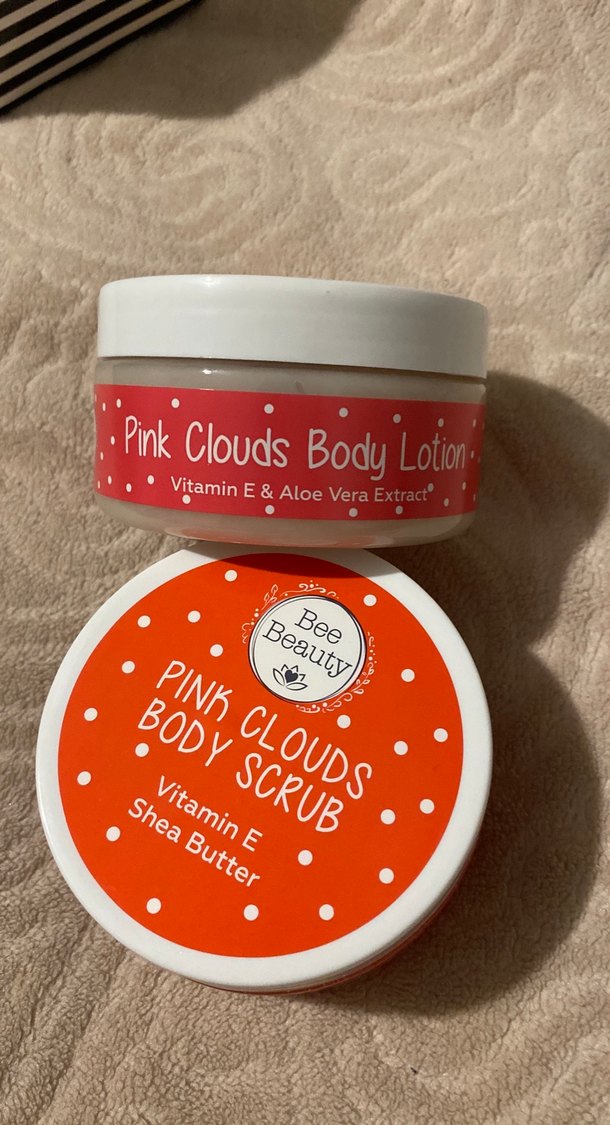 Pink Clouds Body Lotion
Vitamin E & Aloe Vera Extract
Bee
Beauty
PINK CLOUDS
BODY SCRUB
Vitamin E
Shea Butter